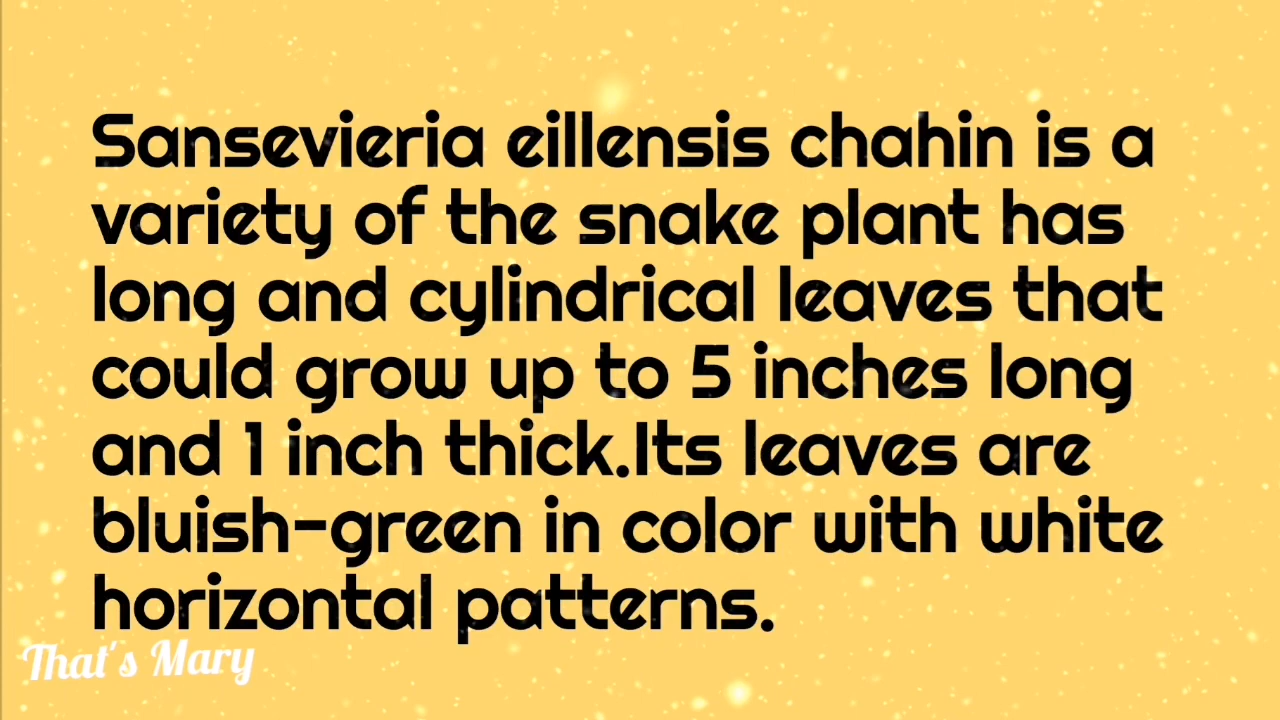 Sansevieria eillensis chahin is a
variety of the snake plant has
long and cylindrical leaves that
could grow up to 5 inches long
and 1 inch thick.Its leaves are
bluish-green in color with white
horizontal patterns.
That's Mary